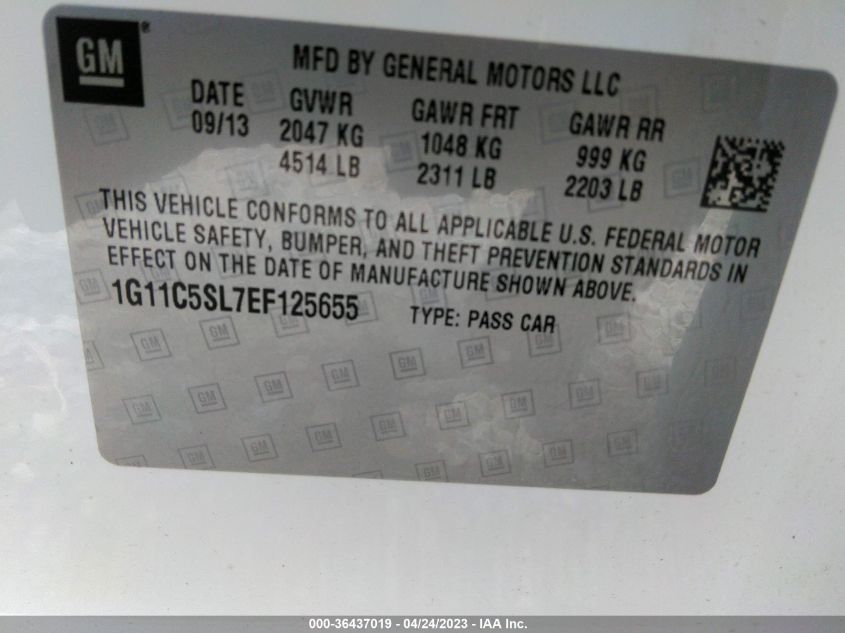 GM®
MFD BY GENERAL MOTORS LLC
DATE GVWR GAWR FRT GAWR RR
09/13 2047 KG 1048 KG 999 KG
4514 LB 2311 LB 2203 LB
THIS VEHICLE CONFORMS TO ALL APPLICABLE U.S. FEDERAL MOTOR
VEHICLE SAFETY, BUMPER, AND THEFT PREVENTION STANDARDS IN
EFFECT ON THE DATE OF MANUFACTURE SHOWN ABOVE.
1G11C5SL7EF125655 TYPE: PASS CAR
000-36437019 - 04/24/2023 - IAA Inc.